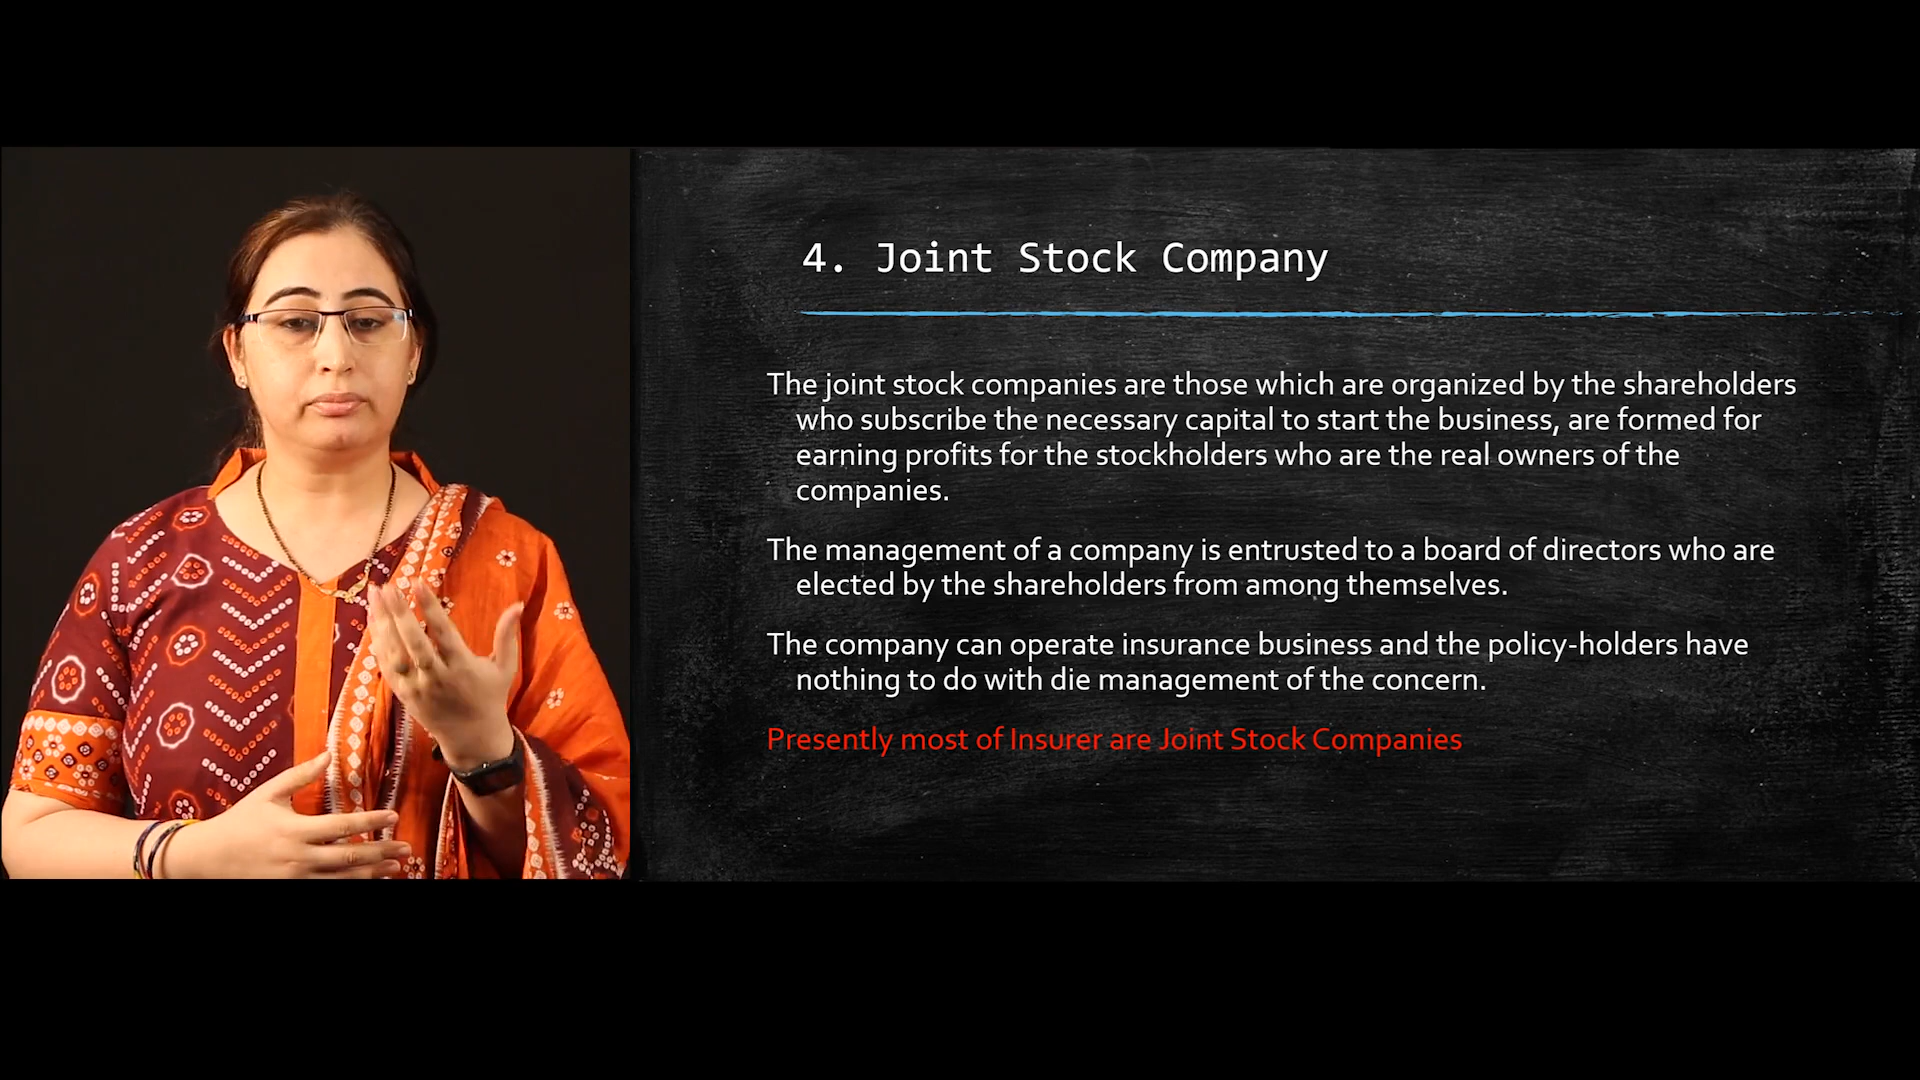 4. Joint Stock Company
The joint stock companies are those which are organized by the shareholders
who subscribe the necessary capital to start the business, are formed for
earning profits for the stockholders who are the real owners of the
companies.
The management of a company is entrusted to a board of directors who are
elected by the shareholders from among themselves.
The company can operate insurance business and the policy-holders have
nothing to do with die management of the concern.
Presently most of Insurer are Joint Stock Companies